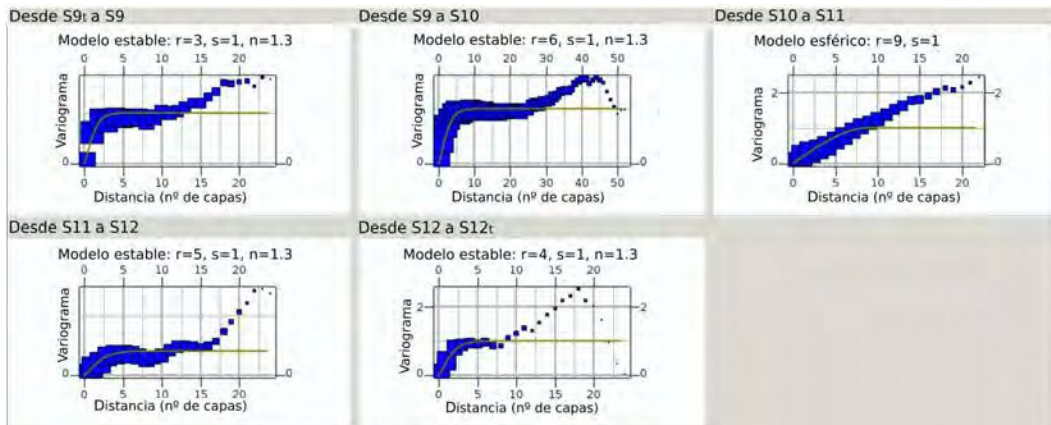 Desde S9t a S9
Modelo estable: r=3, s=1, n=1.3
0 5 10 15 20
Variograma
0
0
0 5 10 15 20
Distancia (nº de capas)
Desde S9 a S10
Modelo estable: r=6, s=1, n=1.3
0 10 20 30 40 50
Variograma
0
0
0 10 20 30 40 50
Distancia (nº de capas)
Desde S10 a S11
Modelo esférico: r=9, s=1
0 5 10 15 20
Variograma
2
0
2
0
0 5 10 15 20
Distancia (nº de capas)
Desde S11 a S12
Modelo estable: r=5, s=1, n=1.3
0 5 10 15 20
Variograma
0
0
0 5 10 15 20
Distancia (nº de capas)
Desde S12 a S12t
Modelo estable: r=4, s=1, n=1.3
0 5 10 15 20
Variograma
2
0
2
0
0 5 10 15 20
Distancia (nº de capas)